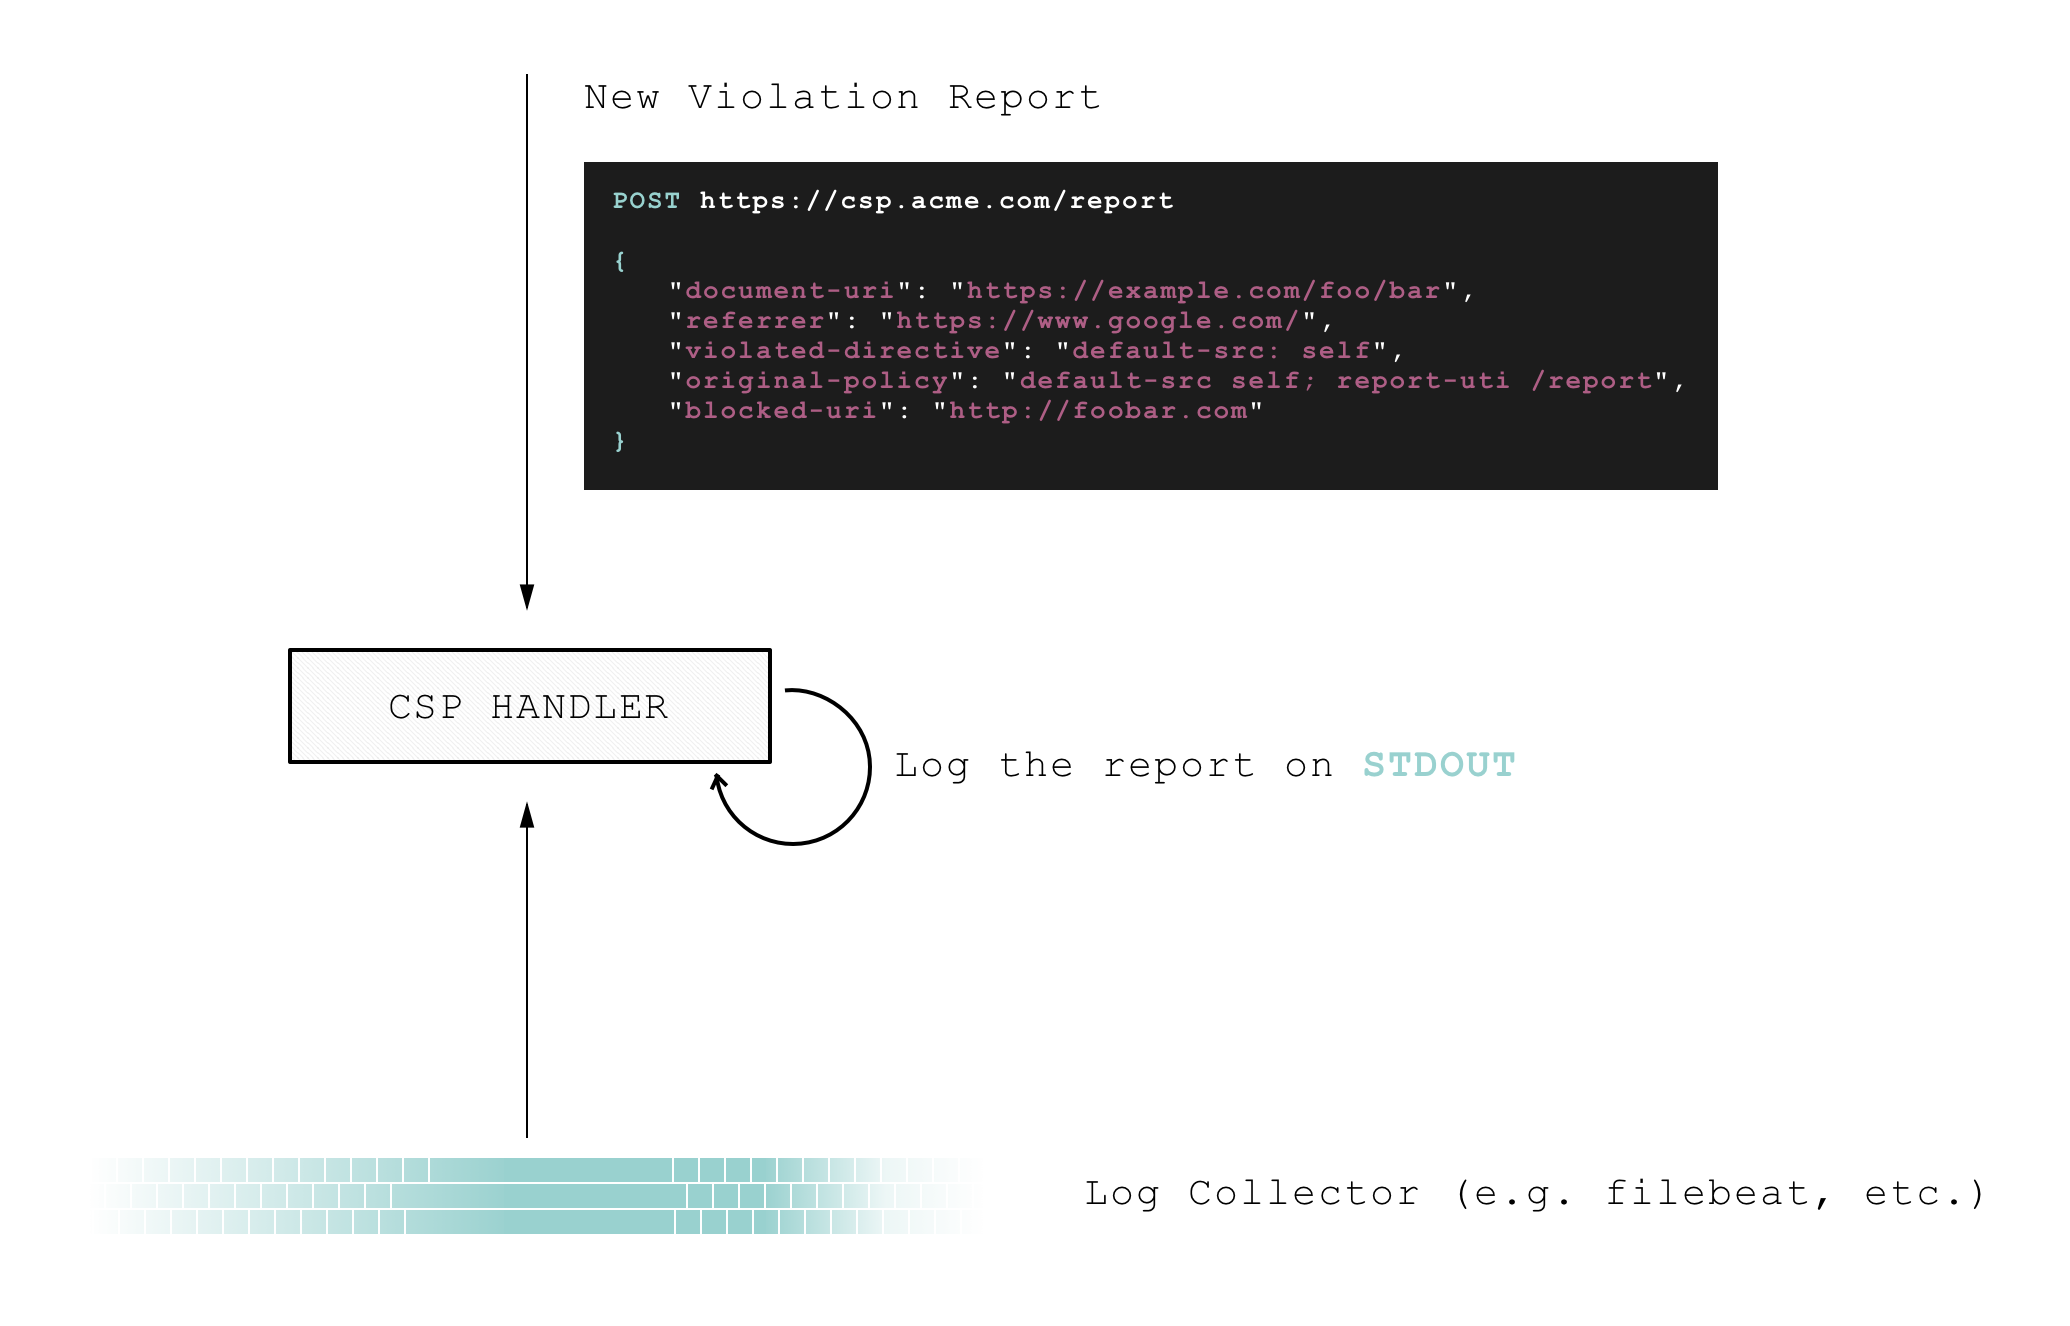 New Violation Report
POST https://csp.acme.com/report
{
"document-uri": "https://example.com/foo/bar",
"referrer": "https://www.google.com/",
"violated-directive": "default-src: self",
"original-policy": "default-src self; report-uti /report",
"blocked-uri": "http://foobar.com"
}
CSP HANDLER
Log the report on STDOUT
Log Collector (e.g. filebeat, etc.)